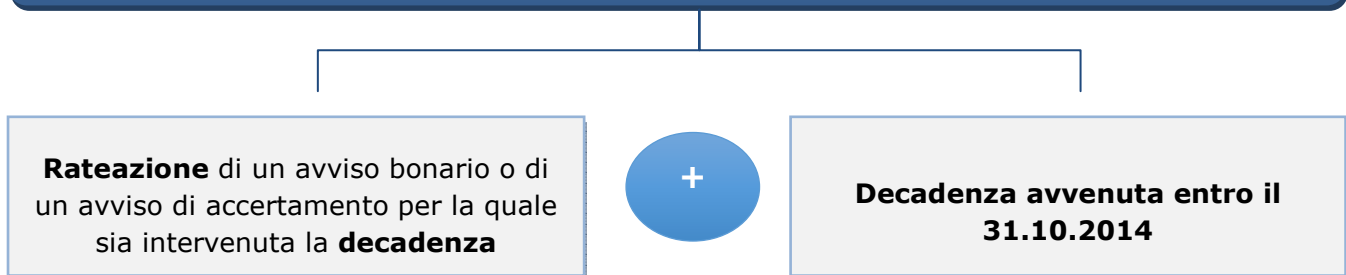 Rateazione di un avviso bonario o di
un avviso di accertamento per la quale
sia intervenuta la decadenza
+
Decadenza avvenuta entro il
31.10.2014